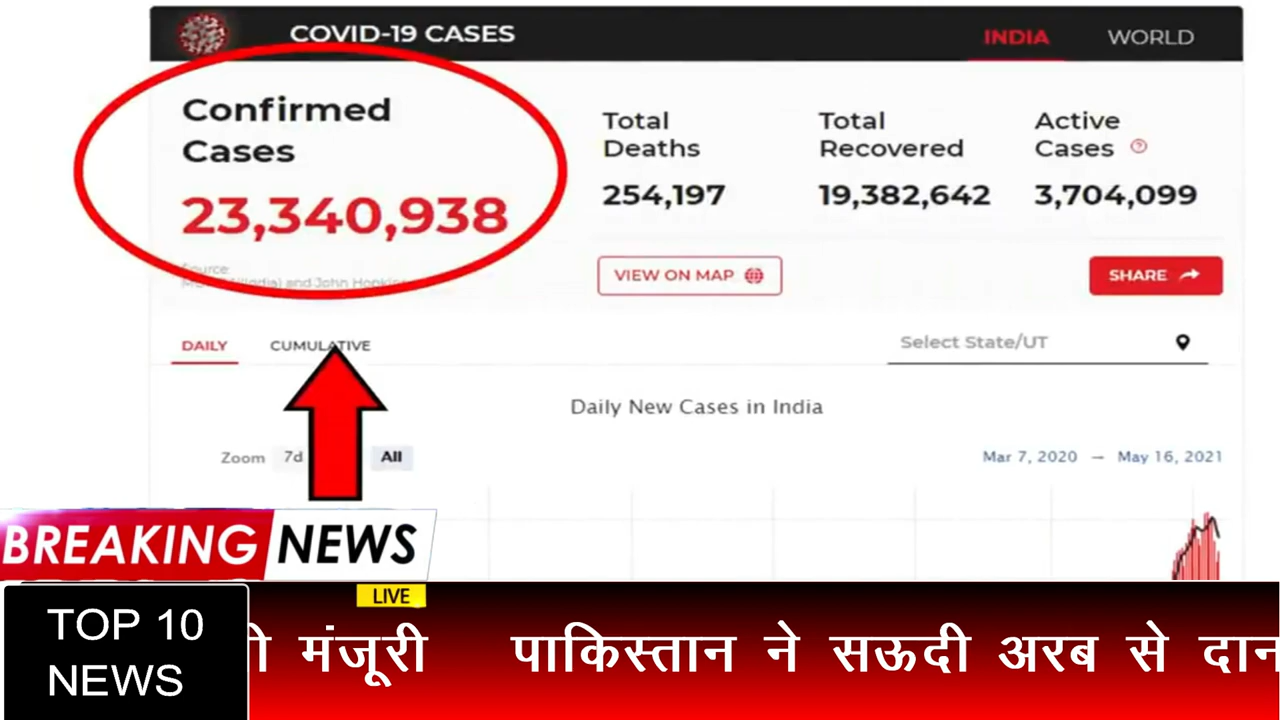 COVID-19 CASES
INDIA
WORLD
Confirmed
Cases
23,340,938
Total
Deaths
254,197
Total
Recovered
19,382,642
Active
Cases
3,704,099
and John
VIEW ON MAP
SHARE
DAILY
CUMULATIVE
Select State/UT
Daily New Cases in India
Zoom
7d
All
Mar 7, 2020 – May 16, 2021
BREAKING NEWS
LIVE
TOP 10
NEWS
मंजूरी पाकिस्तान ने सऊदी अरब से दान